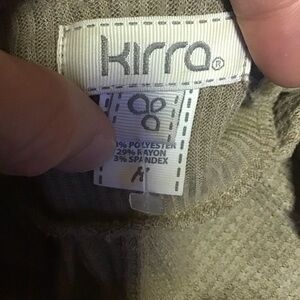 kirra®
% POLYESTER
29% RAYON
3% SPANDEX